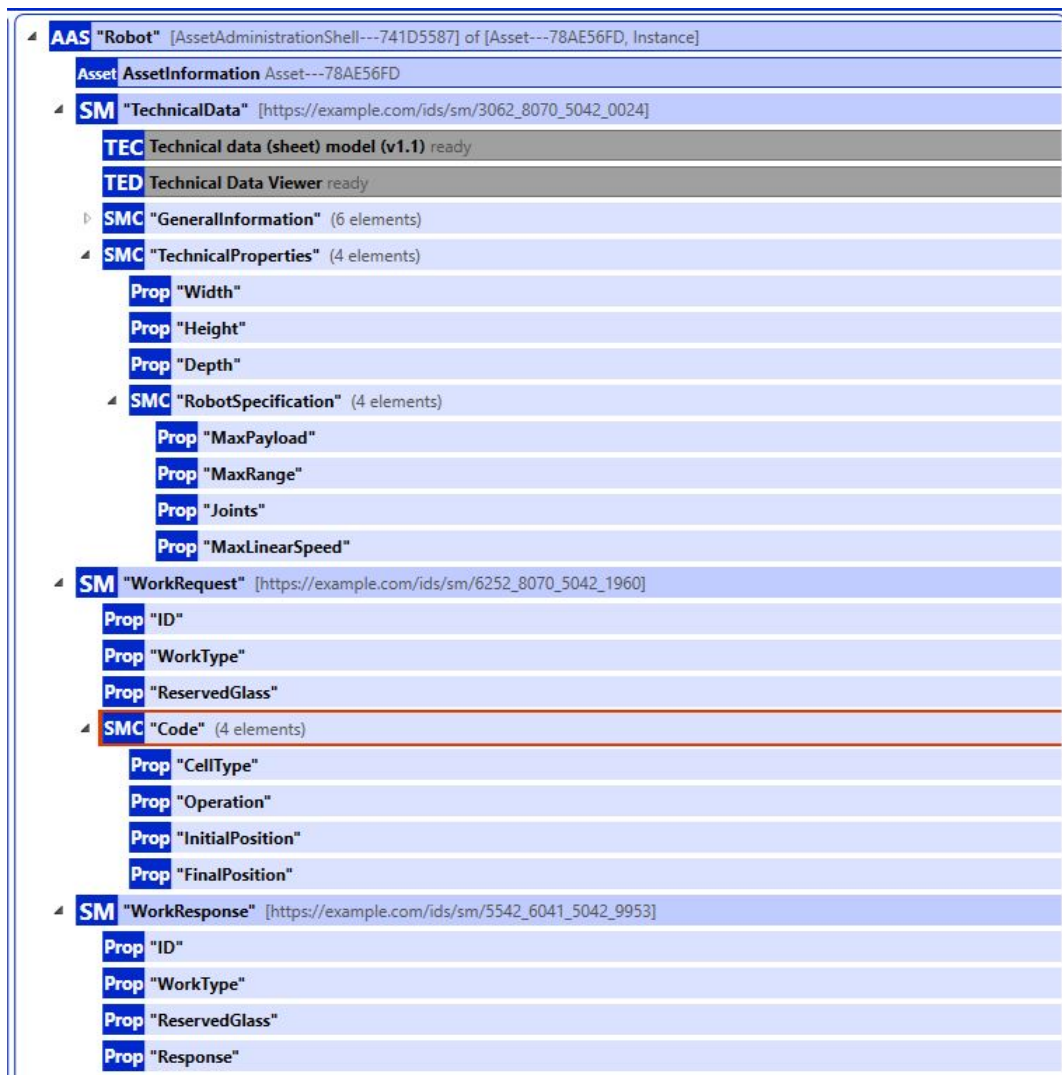 AAS "Robot" [AssetAdministrationShell---741D5587] of [Asset---78AE56FD, Instance]
Asset AssetInformation Asset---78AE56FD
SM "TechnicalData" [https://example.com/ids/sm/3062_8070_5042_0024]
TEC Technical data (sheet) model (v1.1) ready
TED Technical Data Viewer ready
SMC "GeneralInformation" (6 elements)
SMC "TechnicalProperties" (4 elements)
Prop "Width"
Prop "Height"
Prop "Depth"
SMC "RobotSpecification" (4 elements)
Prop "MaxPayload"
Prop "MaxRange"
Prop "Joints"
Prop "MaxLinearSpeed"
SM "WorkRequest" [https://example.com/ids/sm/6252_8070_5042_1960]
Prop "ID"
Prop "WorkType"
Prop "ReservedGlass"
SMC "Code" (4 elements)
Prop "CellType"
Prop "Operation"
Prop "InitialPosition"
Prop "FinalPosition"
SM "WorkResponse" [https://example.com/ids/sm/5542_6041_5042_9953]
Prop "ID"
Prop "WorkType"
Prop "ReservedGlass"
Prop "Response"